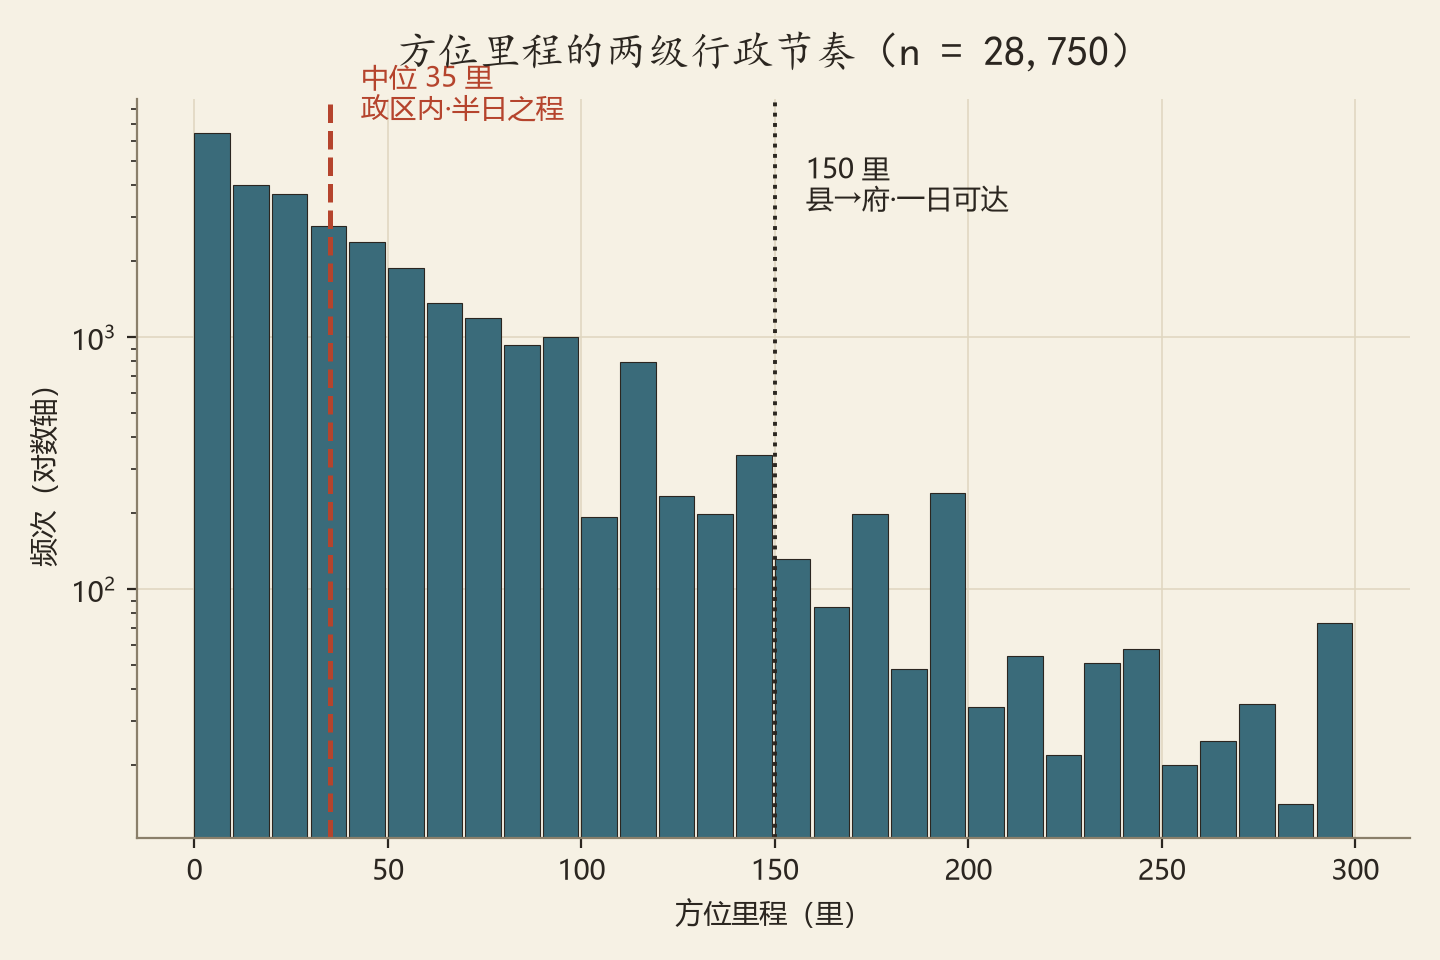 方位里程的两级行政节奏（n = 28,750）
中位 35 里
政区内·半日之程
150 里
县→府·一日可达
频次（对数轴）
10³
10²
0 50 100 150 200 250 300
方位里程（里）